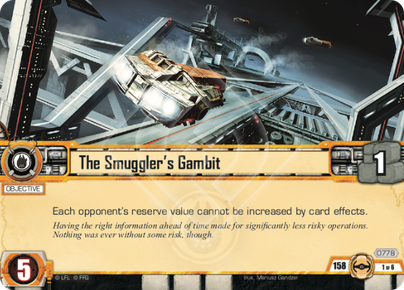 The Smuggler's Gambit
1
OBJECTIVE
Each opponent's reserve value cannot be increased by card effects.
Having the right information ahead of time made for significantly less risky operations.
Nothing was ever without some risk, though.
0778
5
© LFL © FFG
Illus. Mariusz Gandzel
158
1 of 6